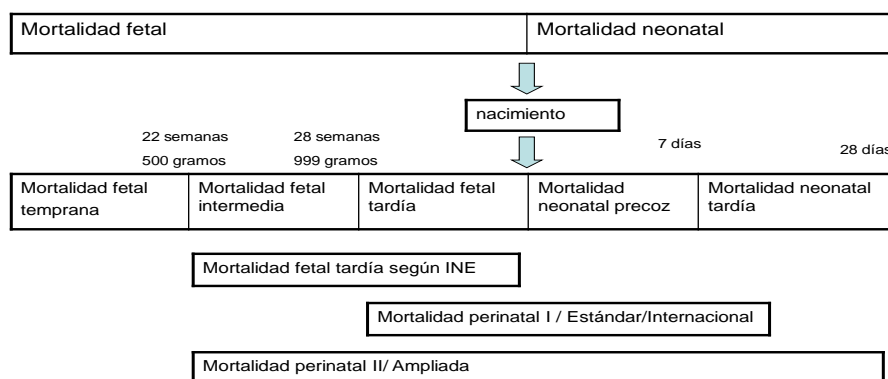 Mortalidad fetal
Mortalidad neonatal
nacimiento
22 semanas
500 gramos
28 semanas
999 gramos
7 días
28 días
Mortalidad fetal
temprana
Mortalidad fetal
intermedia
Mortalidad fetal
tardía
Mortalidad
neonatal precoz
Mortalidad neonatal
tardía
Mortalidad fetal tardía según INE
Mortalidad perinatal I / Estándar/Internacional
Mortalidad perinatal II/ Ampliada